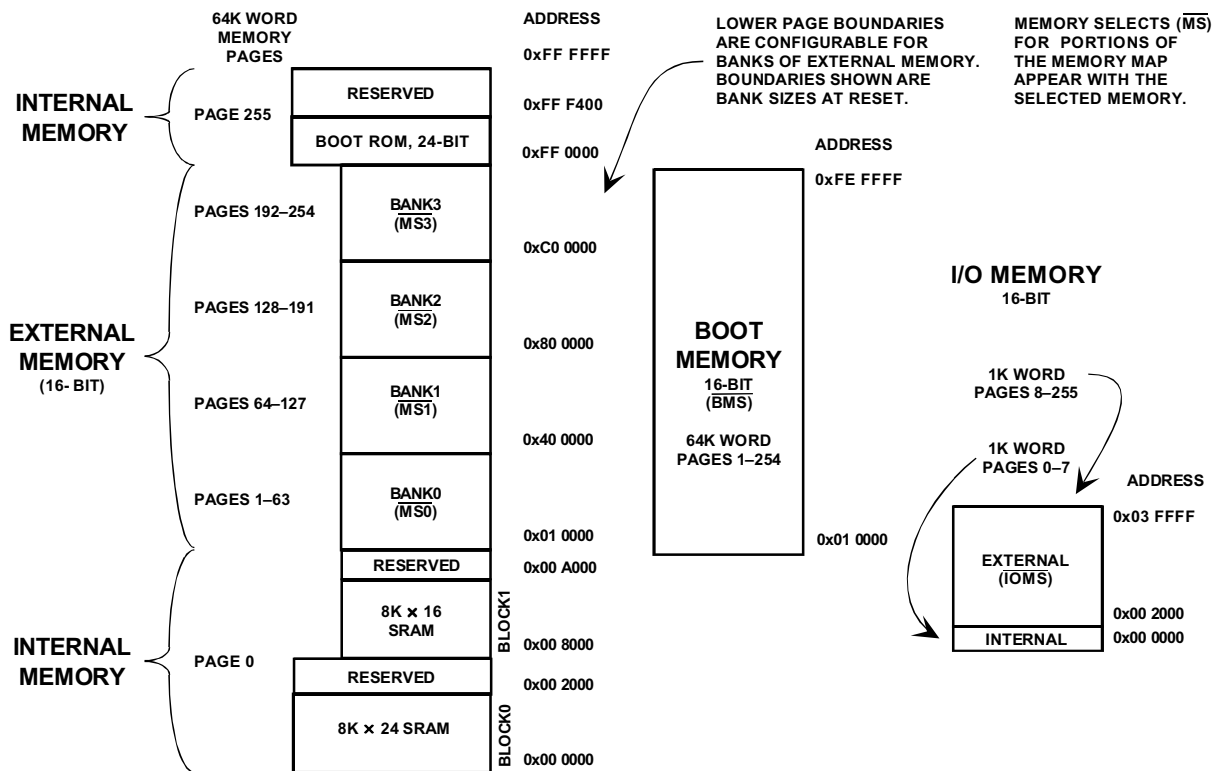 64K WORD
MEMORY
PAGES
ADDRESS
0xFF FFFF
INTERNAL
MEMORY
PAGE 255
RESERVED
0xFF F400
BOOT ROM, 24-BIT
0xFF 0000
LOWER PAGE BOUNDARIES
ARE CONFIGURABLE FOR
BANKS OF EXTERNAL MEMORY.
BOUNDARIES SHOWN ARE
BANK SIZES AT RESET.
MEMORY SELECTS (MS)
FOR PORTIONS OF
THE MEMORY MAP
APPEAR WITH THE
SELECTED MEMORY.
EXTERNAL
MEMORY
(16- BIT)
PAGES 192–254
BANK3
(MS3)
0xC0 0000
PAGES 128–191
BANK2
(MS2)
0x80 0000
PAGES 64–127
BANK1
(MS1)
0x40 0000
PAGES 1–63
BANK0
(MS0)
0x01 0000
INTERNAL
MEMORY
PAGE 0
RESERVED
0x00 A000
8K × 16
SRAM
BLOCK1
0x00 8000
RESERVED
0x00 2000
8K × 24 SRAM
BLOCK0
0x00 0000
ADDRESS
0xFE FFFF
BOOT
MEMORY
16-BIT
(BMS)
64K WORD
PAGES 1–254
0x01 0000
I/O MEMORY
16-BIT
1K WORD
PAGES 8–255
1K WORD
PAGES 0–7
ADDRESS
0x03 FFFF
EXTERNAL
(IOMS)
0x00 2000
INTERNAL
0x00 0000